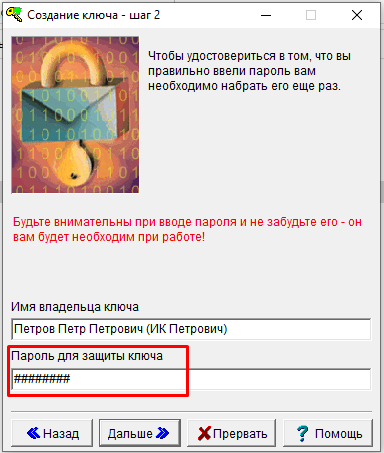 Создание ключа - шаг 2
Чтобы удостовериться в том, что вы
правильно ввели пароль вам
необходимо набрать его еще раз.
Будьте внимательны при вводе пароля и не забудьте его - он
вам будет необходим при работе!
Имя владельца ключа
Петров Петр Петрович (ИК Петрович)
Пароль для защиты ключа
########
Назад
Дальше
Прервать
Помощь